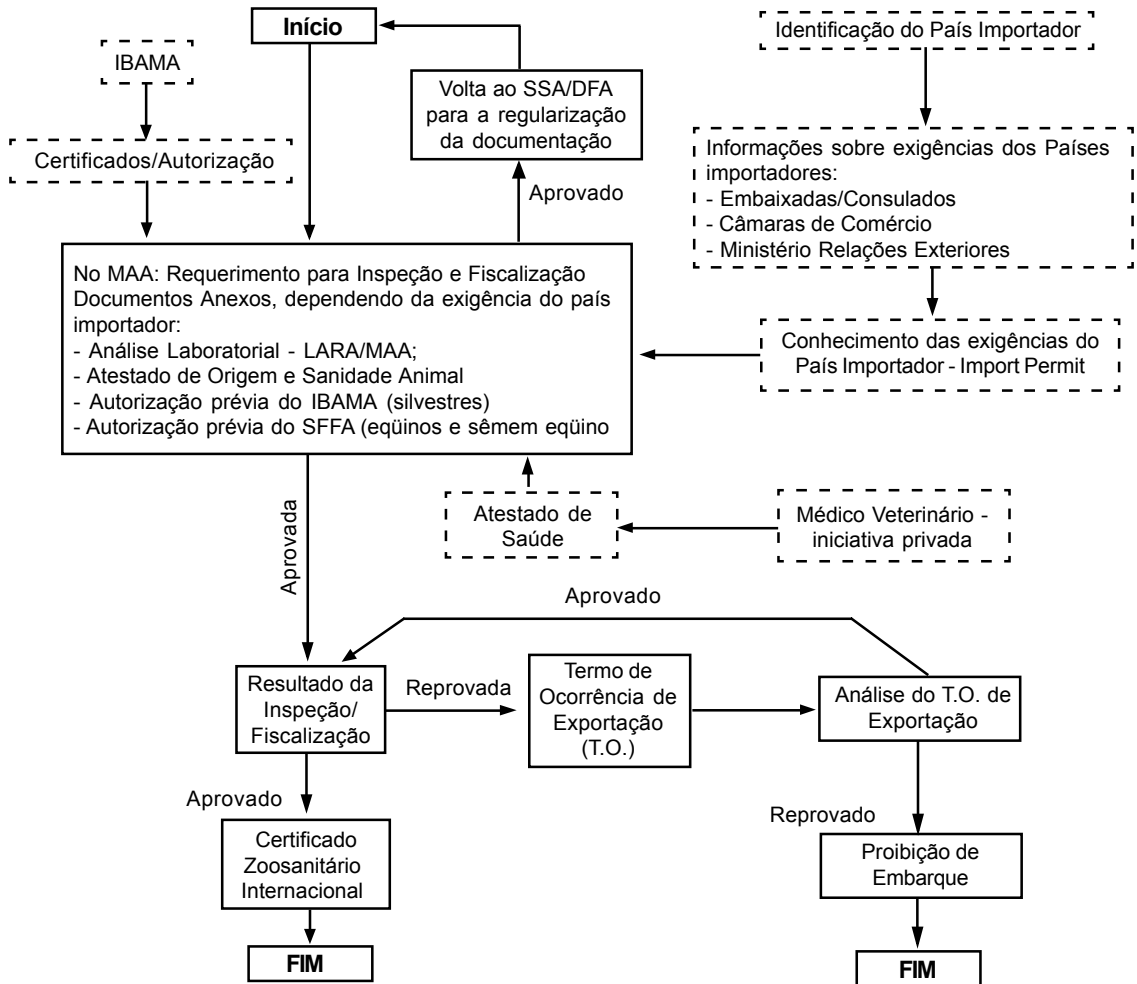 Início
IBAMA
Identificação do País Importador
Volta ao SSA/DFA
para a regularização
da documentação
Certificados/Autorização
Aprovado
Informações sobre exigências dos Países
importadores:
- Embaixadas/Consulados
- Câmaras de Comércio
- Ministério Relações Exteriores
No MAA: Requerimento para Inspeção e Fiscalização
Documentos Anexos, dependendo da exigência do país
importador:
- Análise Laboratorial - LARA/MAA;
- Atestado de Origem e Sanidade Animal
- Autorização prévia do IBAMA (silvestres)
- Autorização prévia do SFFA (eqüinos e sêmem eqüino
Conhecimento das exigências do
País Importador - Import Permit
Aprovada
Atestado de
Saúde
Médico Veterinário -
iniciativa privada
Aprovado
Resultado da
Inspeção/
Fiscalização
Reprovada
Termo de
Ocorrência de
Exportação
(T.O.)
Análise do T.O. de
Exportação
Aprovado
Reprovado
Certificado
Zoosanitário
Internacional
Proibição de
Embarque
FIM
FIM